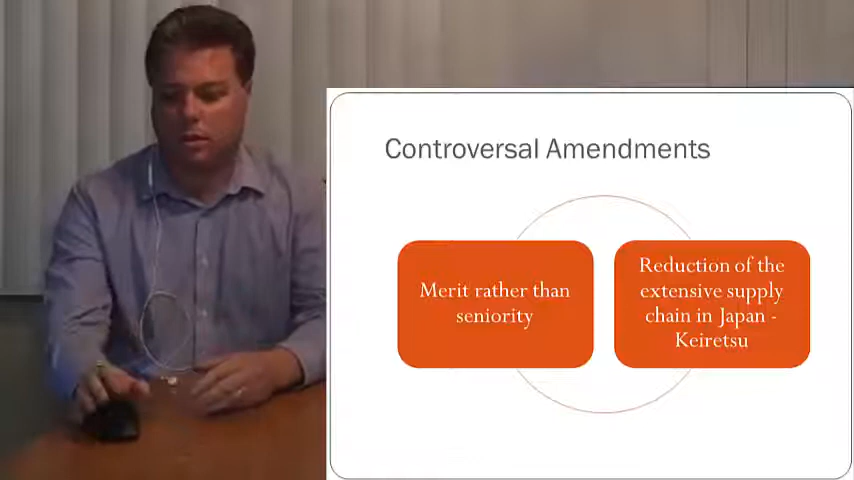 Controversal Amendments
Merit rather than
seniority
Reduction of the
extensive supply
chain in Japan -
Keiretsu